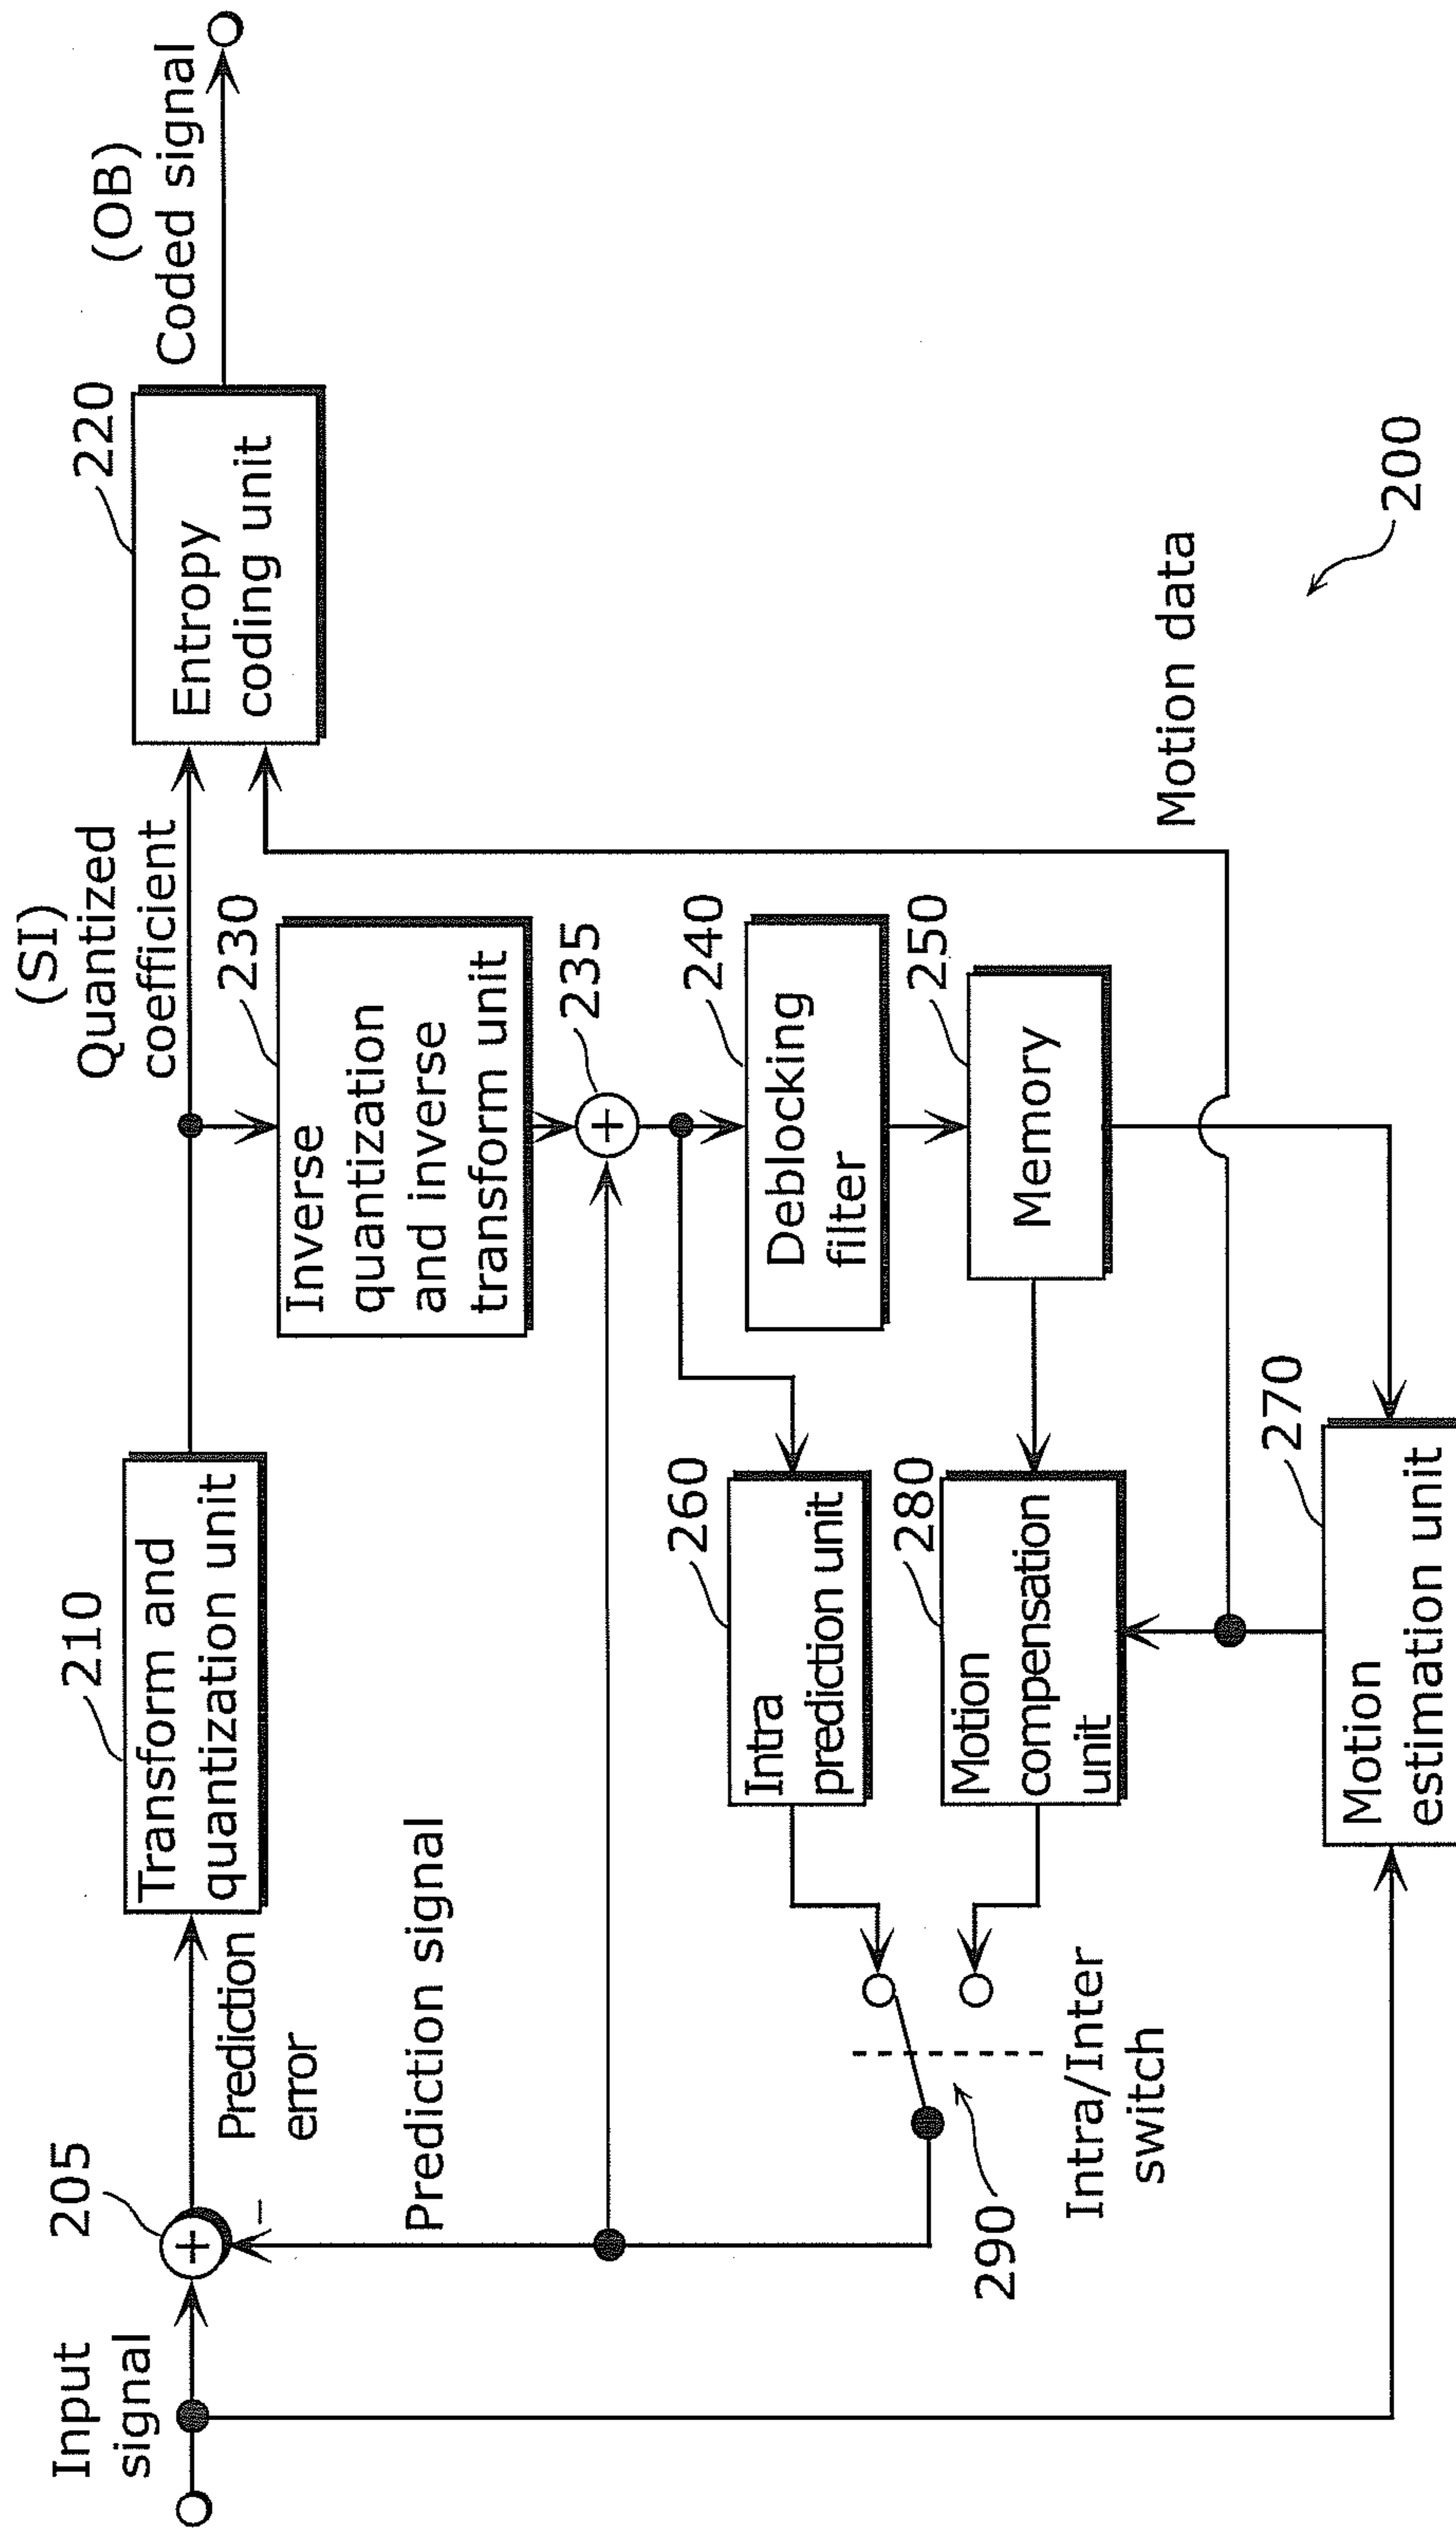 Input
signal
205
Prediction
error
210
Transform and
quantization unit
(SI)
Quantized
coefficient
220
Entropy
coding unit
(OB)
Coded signal
230
Inverse
quantization
and inverse
transform unit
235
Prediction signal
240
Deblocking
filter
250
Memory
260
Intra
prediction unit
280
Motion
compensation
unit
290
Intra/Inter
switch
270
Motion
estimation unit
Motion data
200
+
+
–